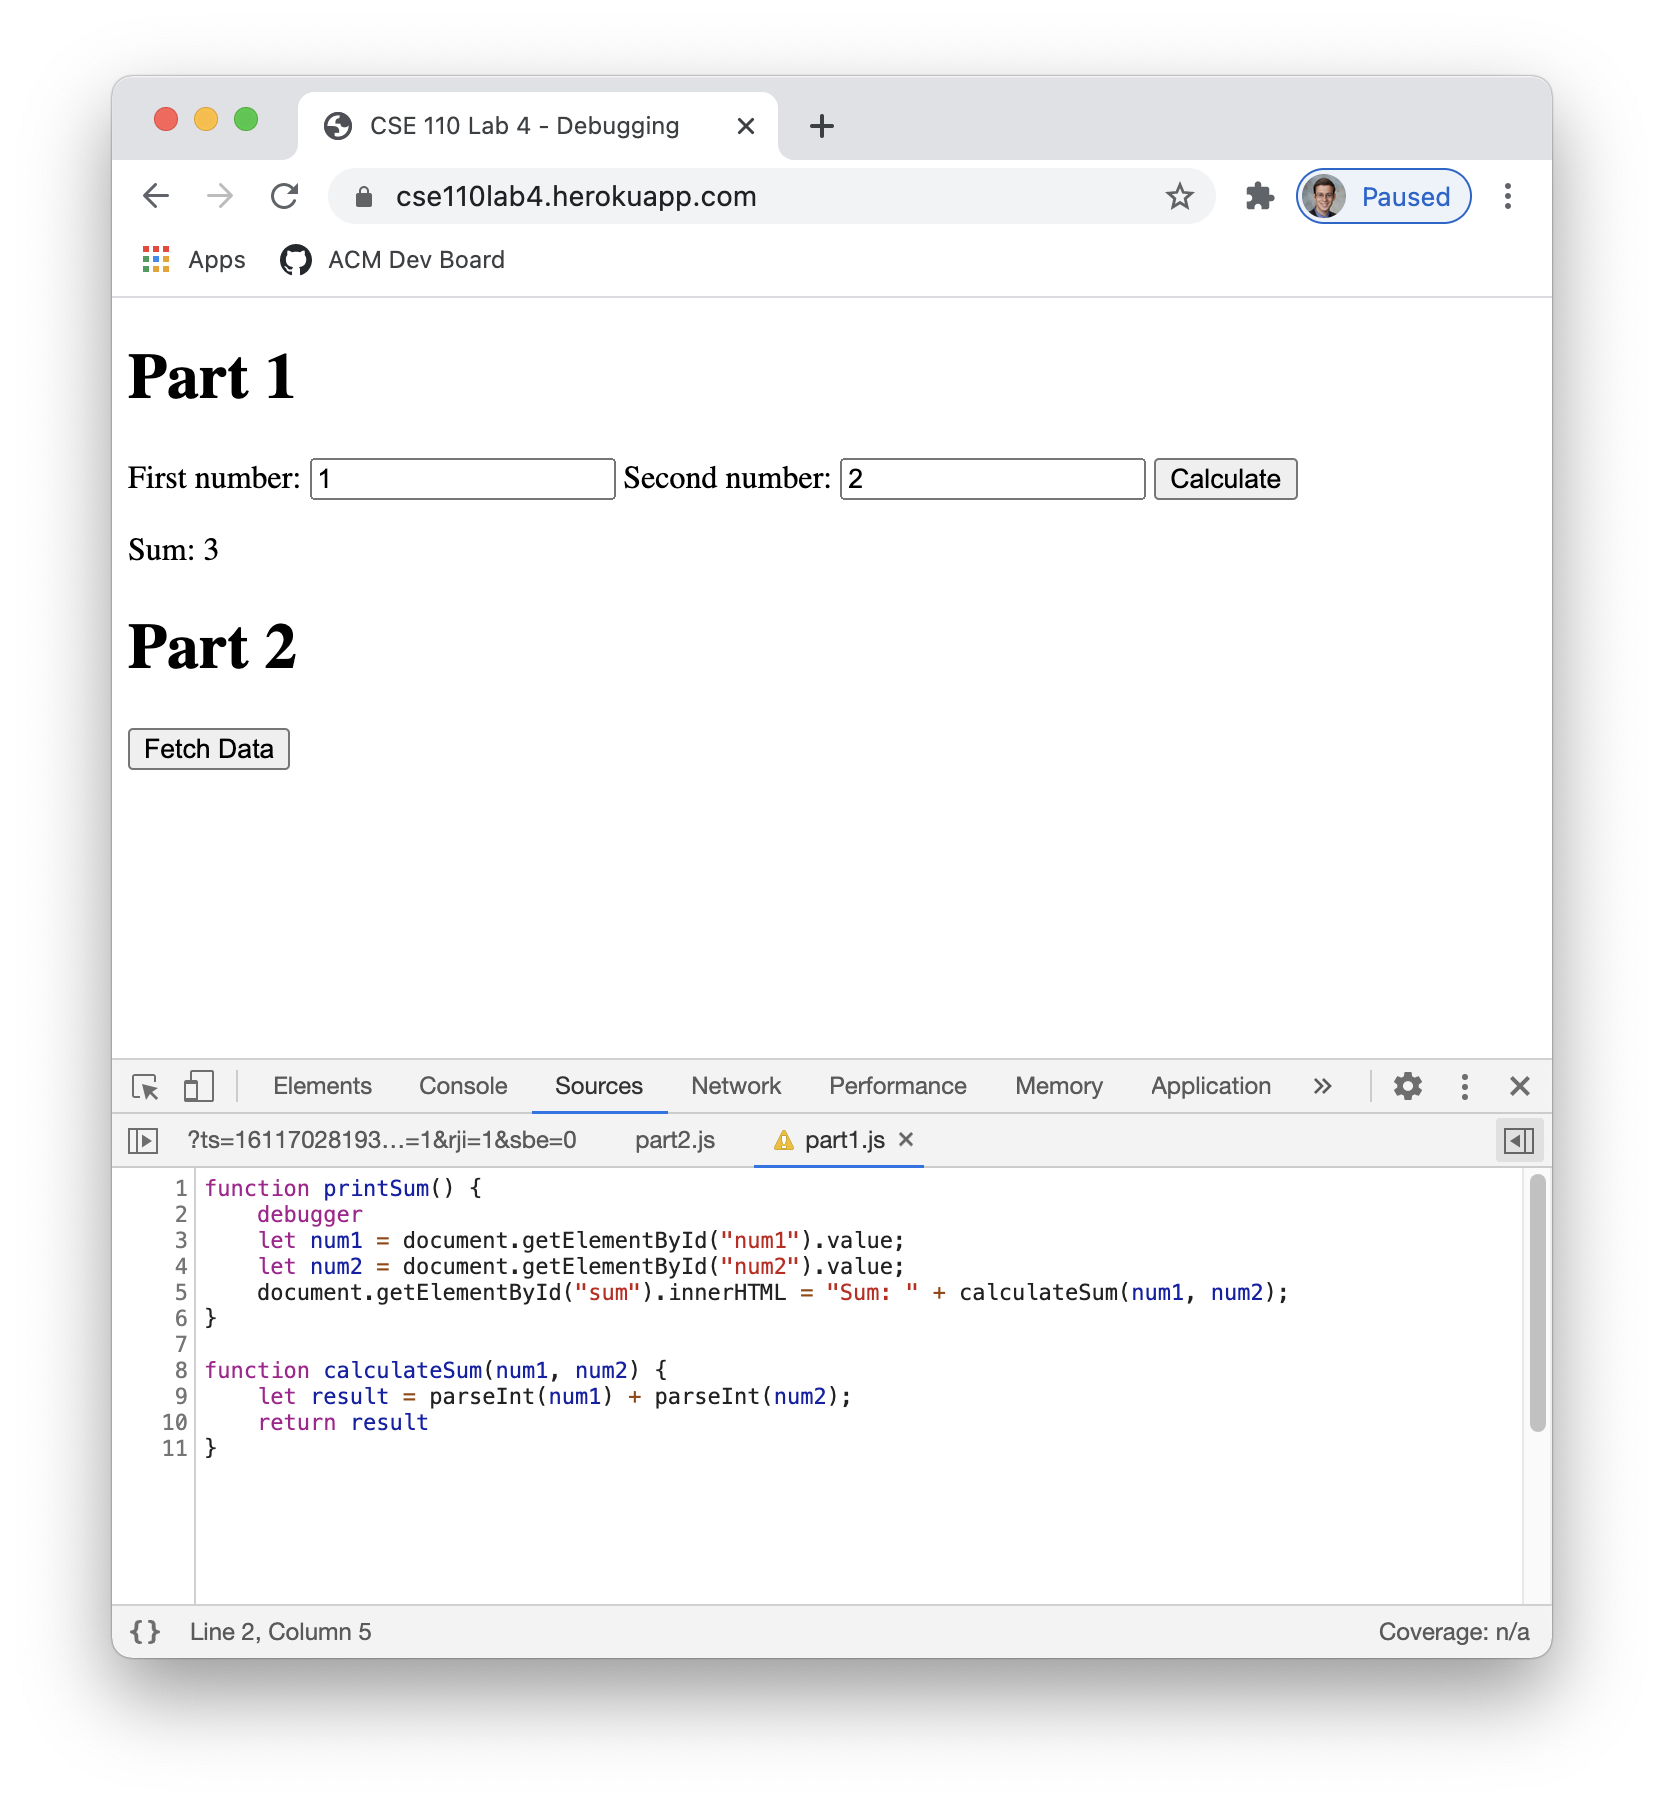 CSE 110 Lab 4 - Debugging
cse110lab4.herokuapp.com
Paused
Apps ACM Dev Board
Part 1
First number: 1 Second number: 2 Calculate
Sum: 3
Part 2
Fetch Data
Elements Console Sources Network Performance Memory Application »
?ts=16117028193...=1&rji=1&sbe=0 part2.js part1.js
1 function printSum() {
2     debugger
3     let num1 = document.getElementById("num1").value;
4     let num2 = document.getElementById("num2").value;
5     document.getElementById("sum").innerHTML = "Sum: " + calculateSum(num1, num2);
6 }
7
8 function calculateSum(num1, num2) {
9     let result = parseInt(num1) + parseInt(num2);
10     return result
11 }
{} Line 2, Column 5 Coverage: n/a